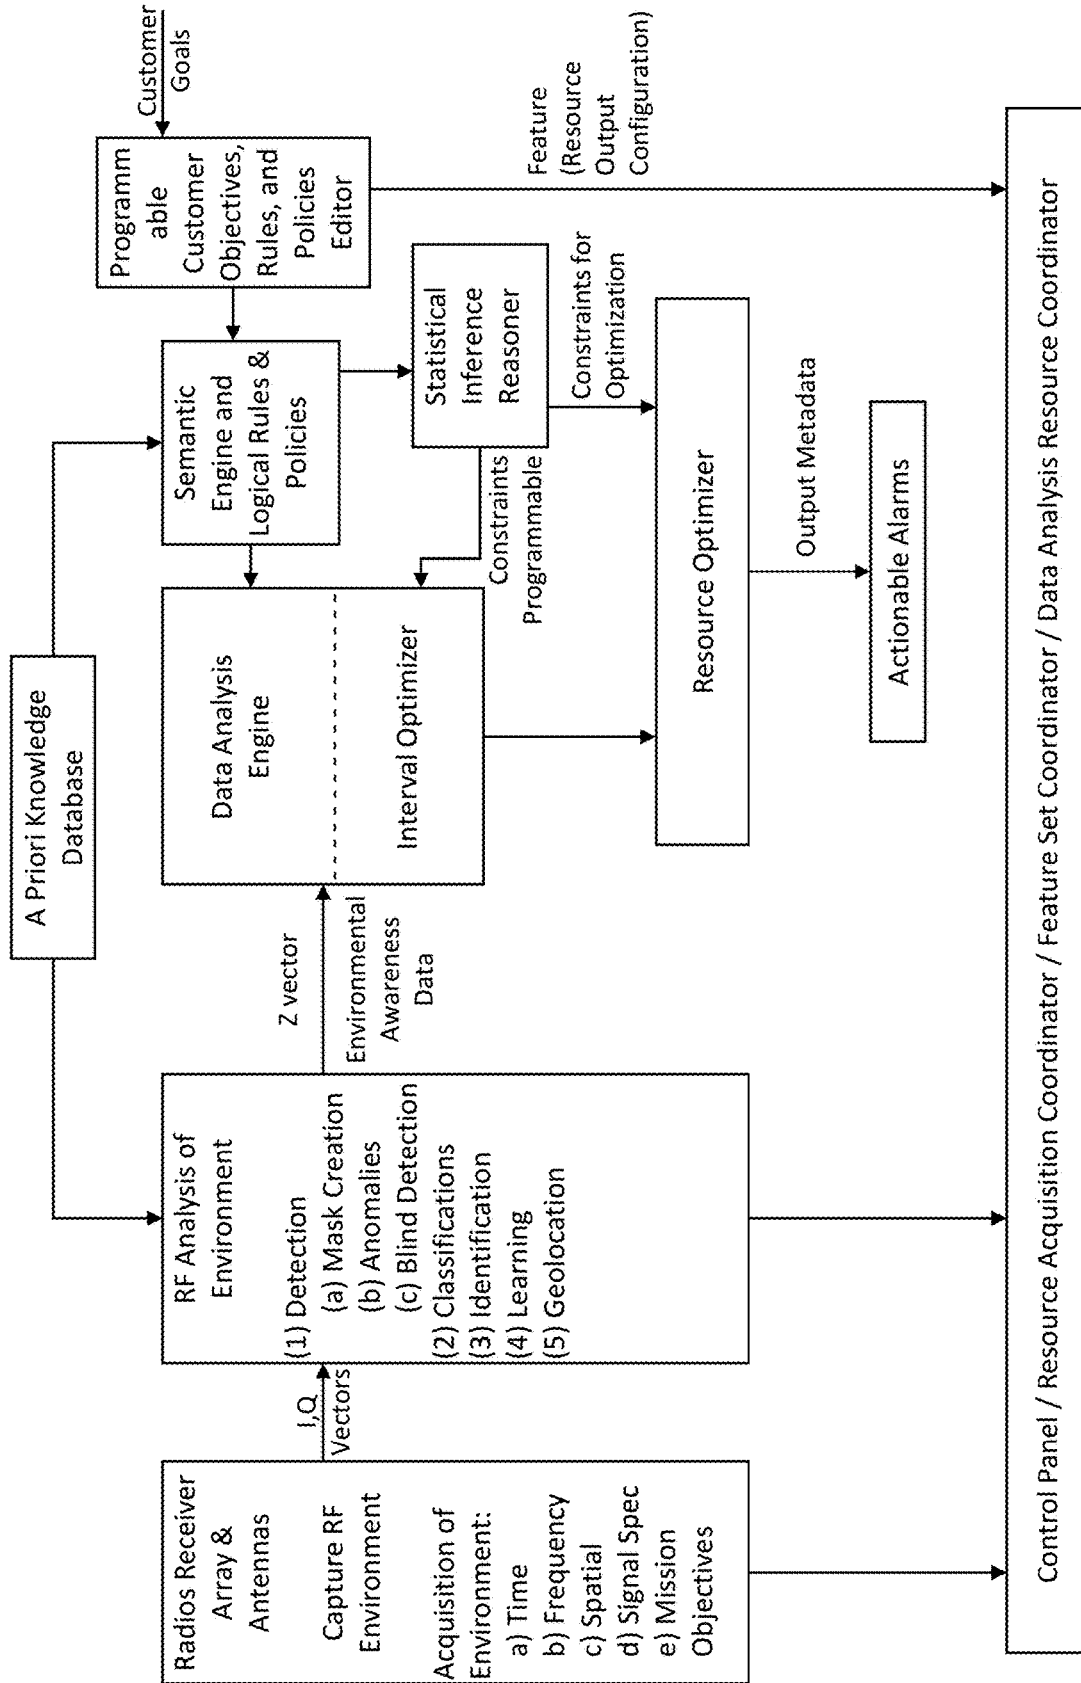 A Priori Knowledge
Database
Radios Receiver
Array &
Antennas
Capture RF
Environment
Acquisition of
Environment:
a) Time
b) Frequency
c) Spatial
d) Signal Spec
e) Mission
Objectives
I,Q
Vectors
RF Analysis of
Environment
(1) Detection
(a) Mask Creation
(b) Anomalies
(c) Blind Detection
(2) Classifications
(3) Identification
(4) Learning
(5) Geolocation
Z vector
Environmental
Awareness
Data
Data Analysis
Engine
Interval Optimizer
Semantic
Engine and
Logical Rules &
Policies
Programm
able
Customer
Objectives,
Rules, and
Policies
Editor
Customer
Goals
Statistical
Inference
Reasoner
Constraints
Programmable
Constraints for
Optimization
Feature
(Resource
Output
Configuration)
Resource Optimizer
Output Metadata
Actionable Alarms
Control Panel / Resource Acquisition Coordinator / Feature Set Coordinator / Data Analysis Resource Coordinator